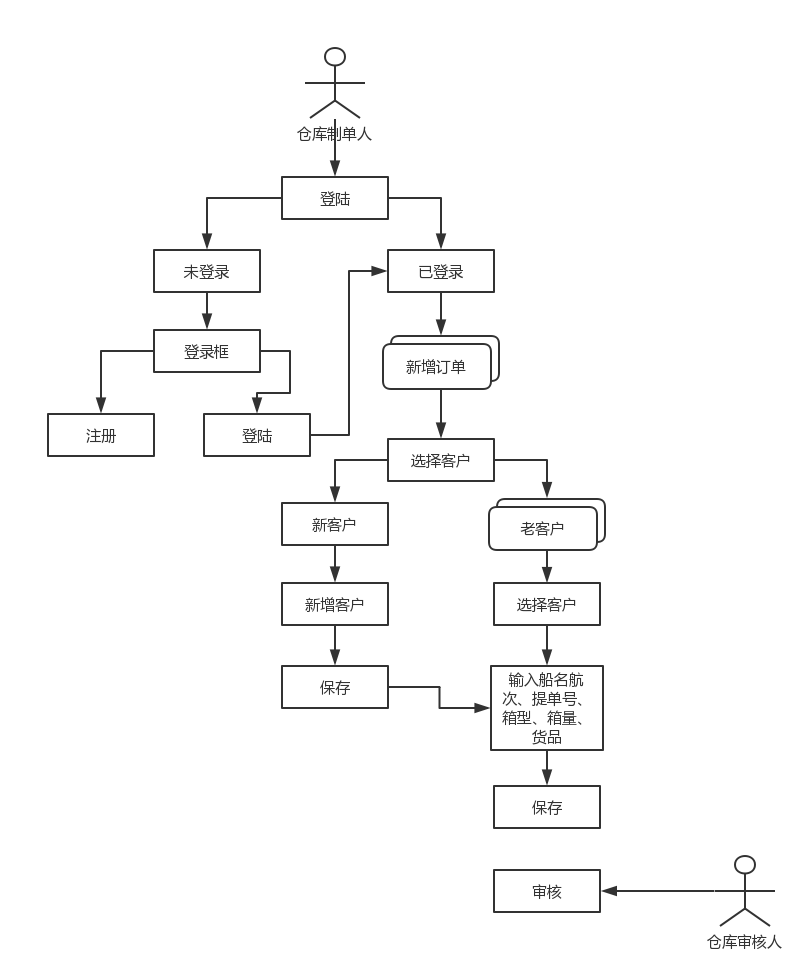 仓库制单人
登陆
未登录
已登录
登录框
新增订单
注册
登陆
选择客户
新客户
老客户
新增客户
选择客户
保存
输入船名航
次、提单号、
箱型、箱量、
货品
保存
审核
仓库审核人